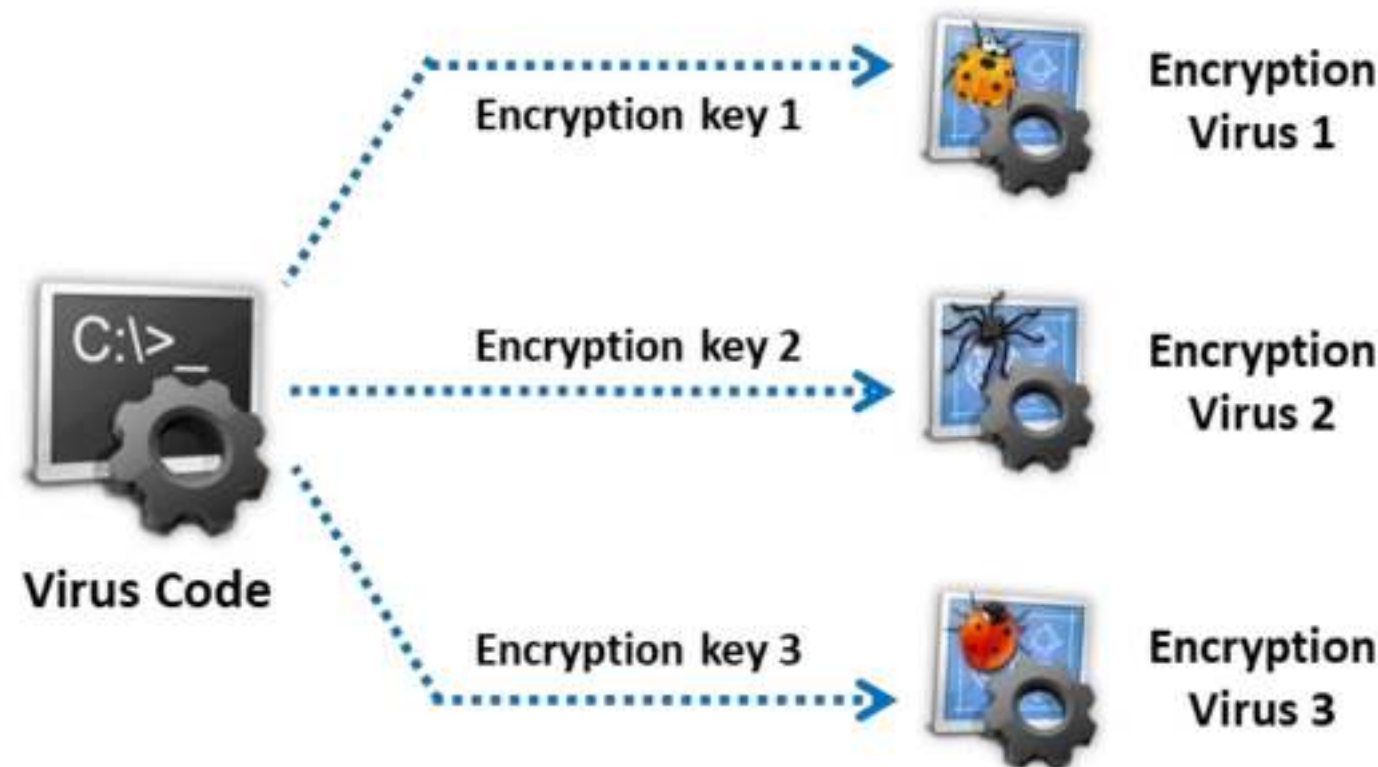 Encryption key 1
Encryption
Virus 1
C:\>_
Virus Code
Encryption key 2
Encryption
Virus 2
Encryption key 3
Encryption
Virus 3